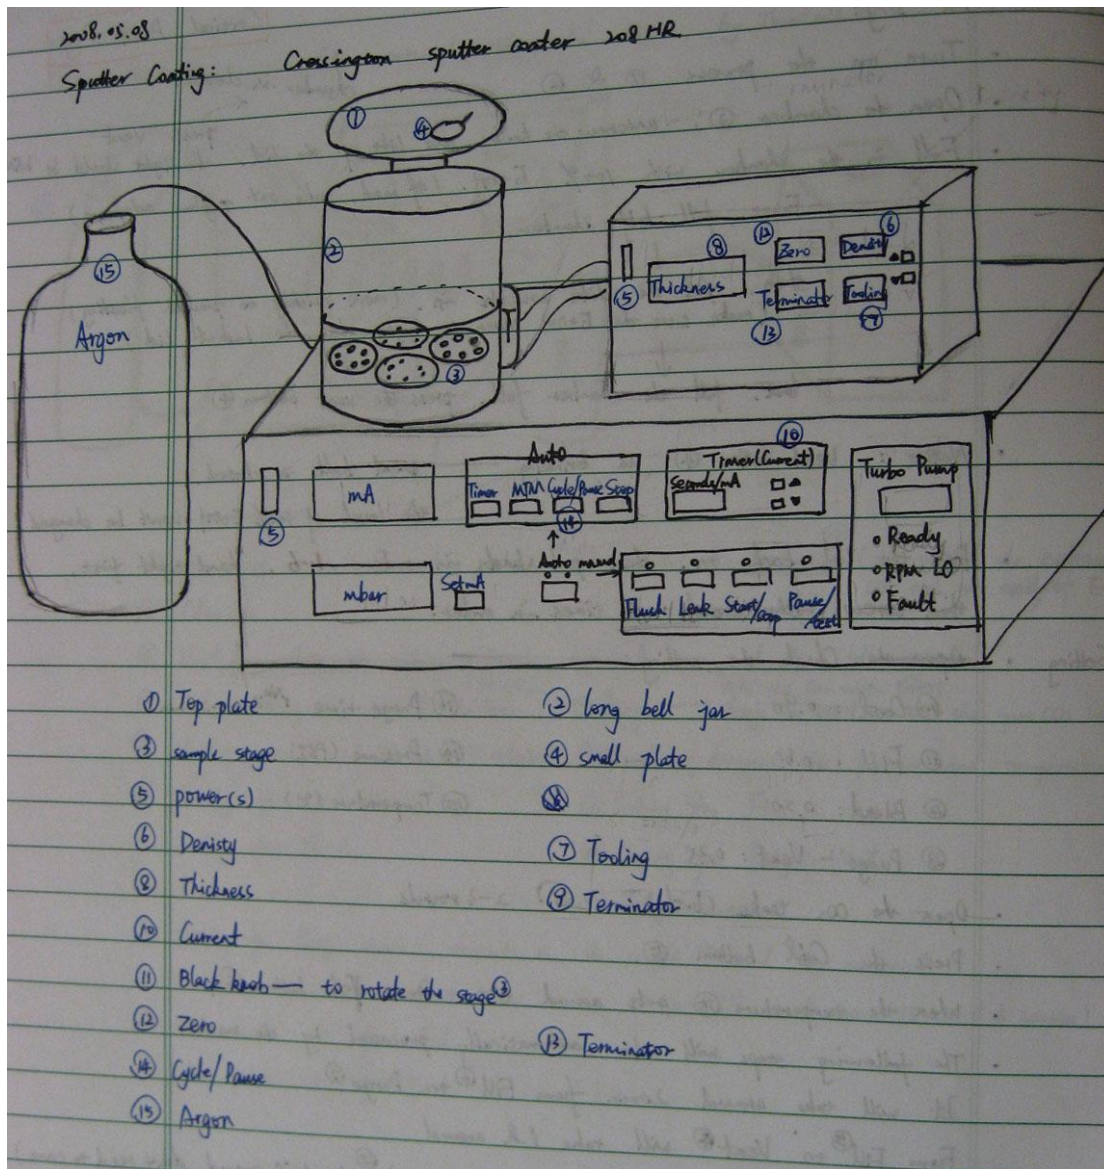 2008.05.08
Sputter Coating: Cressington sputter coater 208HR
① ④
②
⑮
Argon
③
⑤ Thickness ⑧
⑫ Zero Density ⑥
Terminator Tooling
⑬ ⑦
⑤
mA
mbar
Set mA
Auto
Timer MTM Cycle/Pause Stop
⑭
Auto manual
Timer (Current) ⑩
Seconds/mA
Flush Leak Start/stop Pause/test
Turbo Pump
Ready
RPM LO
Fault
① Top plate ② long bell jar
③ sample stage ④ small plate
⑤ power(s)
⑥ Denisty ⑦ Tooling
⑧ Thickness ⑨ Terminator
⑩ Current
⑪ Black knob — to rotate the stage③
⑫ Zero ⑬ Terminator
⑭ Cycle/Pause
⑮ Argon